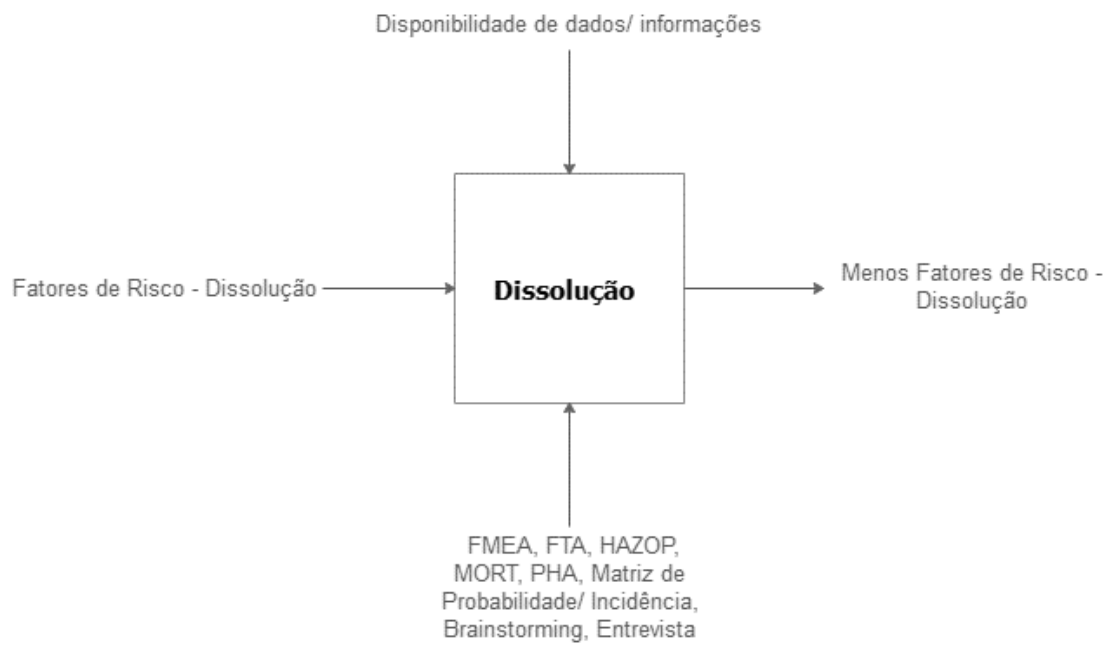 Disponibilidade de dados/ informações
Fatores de Risco - Dissolução
Dissolução
Menos Fatores de Risco -
Dissolução
FMEA, FTA, HAZOP,
MORT, PHA, Matriz de
Probabilidade/ Incidência,
Brainstorming, Entrevista